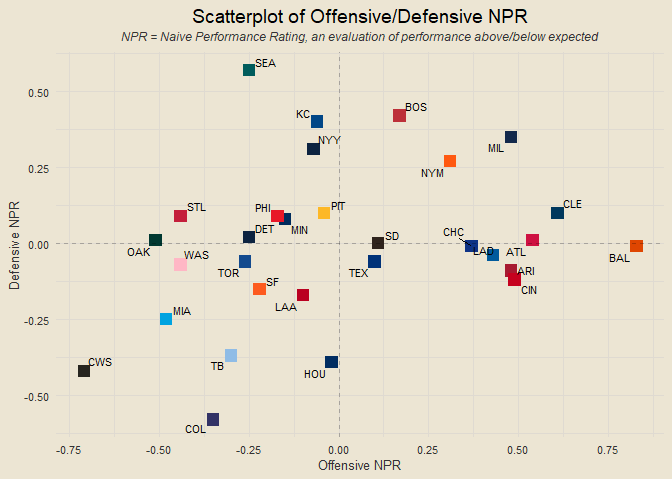 Scatterplot of Offensive/Defensive NPR
NPR = Naive Performance Rating, an evaluation of performance above/below expected
SEA
0.50
KC
BOS
NYY
MIL
NYM
0.25
STL
PHI
PIT
CLE
MIN
DET
SD
CHC
0.00
OAK
WAS
LAD
ATL
BAL
TOR
TEX
ARI
SF
CIN
LAA
-0.25
MIA
CWS
TB
HOU
-0.50
COL
-0.75
-0.50
-0.25
0.00
0.25
0.50
0.75
Offensive NPR
Defensive NPR